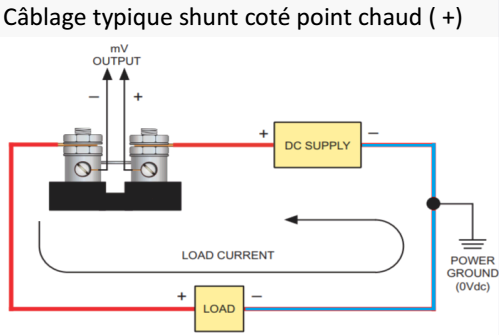 Câblage typique shunt coté point chaud ( +)
mV
OUTPUT
− +
+ −
DC SUPPLY
LOAD CURRENT
POWER
GROUND
(0Vdc)
+ −
LOAD